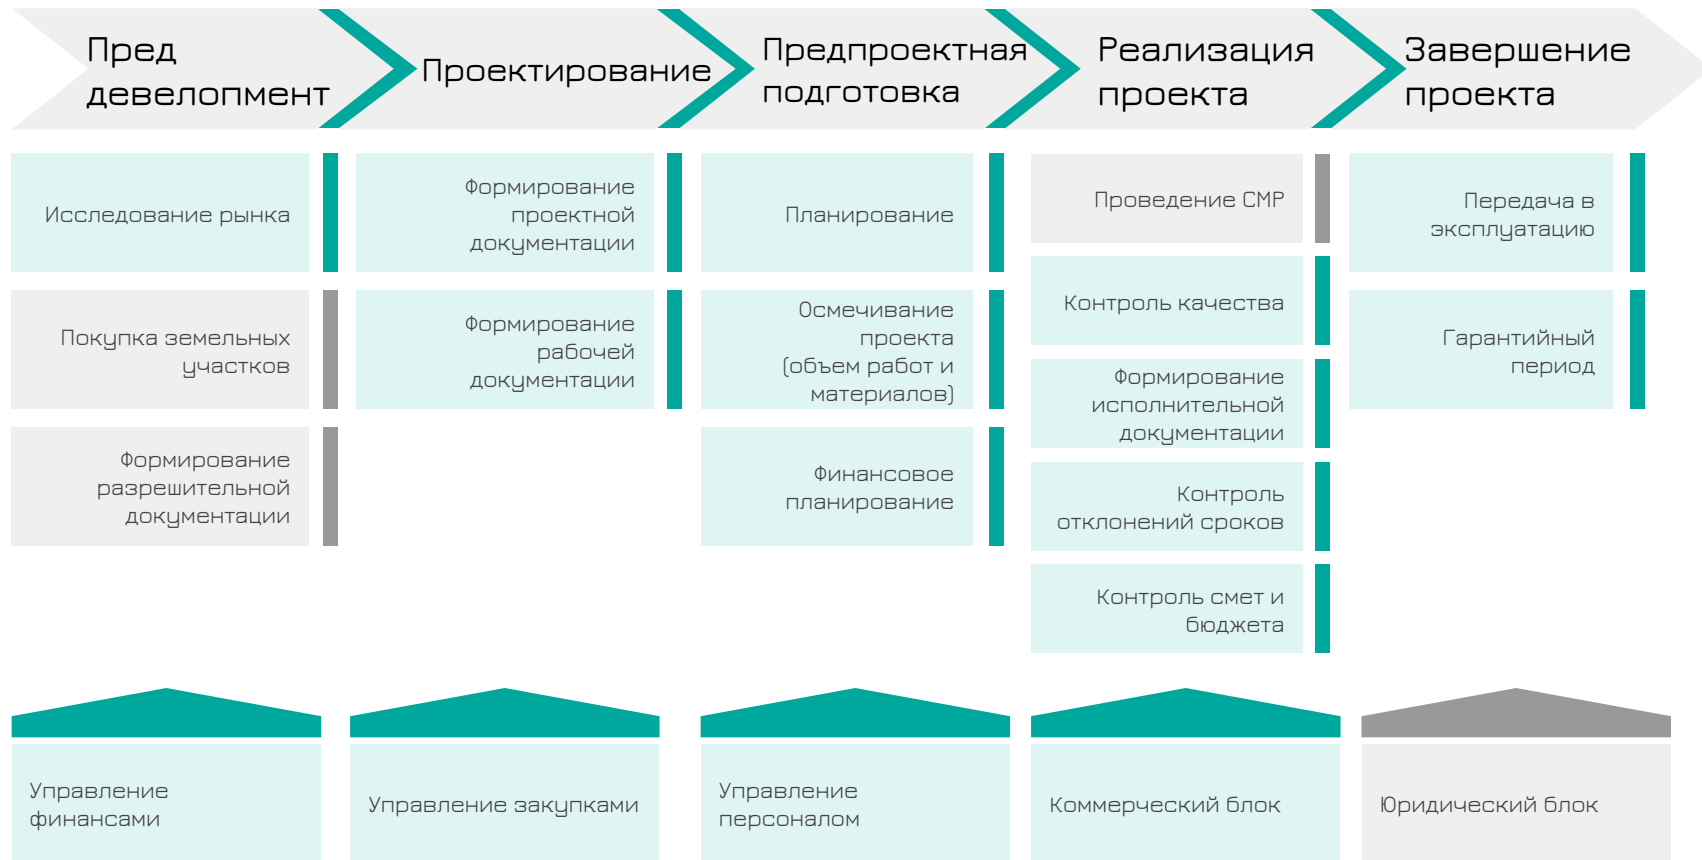 Пред
девелопмент
Проектирование
Предпроектная
подготовка
Реализация
проекта
Завершение
проекта
Исследование рынка
Покупка земельных
участков
Формирование
разрешительной
документации
Формирование
проектной
документации
Формирование
рабочей
документации
Планирование
Осмечивание
проекта
(объем работ и
материалов)
Финансовое
планирование
Проведение СМР
Контроль качества
Формирование
исполнительной
документации
Контроль
отклонений сроков
Контроль смет и
бюджета
Передача в
эксплуатацию
Гарантийный
период
Управление
финансами
Управление закупками
Управление
персоналом
Коммерческий блок
Юридический блок